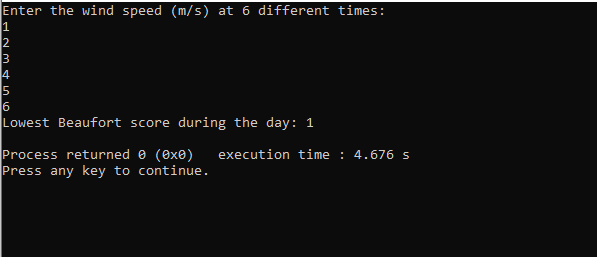 Enter the wind speed (m/s) at 6 different times:
1
2
3
4
5
6
Lowest Beaufort score during the day: 1
Process returned 0 (0x0)   execution time : 4.676 s
Press any key to continue.